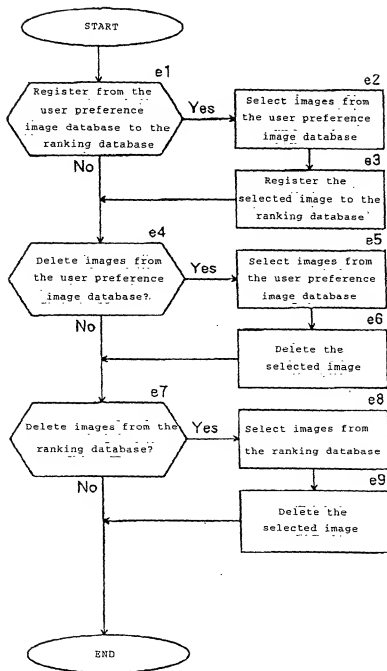 START
e1
Register from the
user preference
image database to the
ranking database
Yes
e2
Select images from
the user preference
image database
No
e3
Register the
selected image to the
ranking database
e4
Delete images from
the user preference
image database?
Yes
e5
Select images from
the user preference
image database
No
e6
Delete the
selected image
e7
Delete images from the
ranking database?
Yes
e8
Select images from
the ranking database
No
e9
Delete the
selected image
END